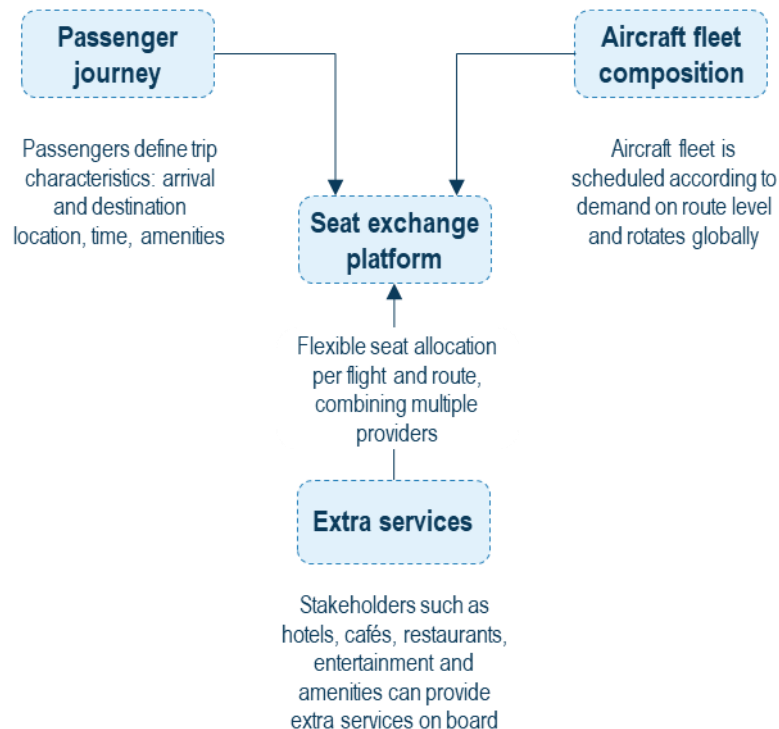 Passenger
journey
Aircraft fleet
composition
Passengers define trip
characteristics: arrival
and destination
location, time, amenities
Aircraft fleet is
scheduled according to
demand on route level
and rotates globally
Seat exchange
platform
Flexible seat allocation
per flight and route,
combining multiple
providers
Extra services
Stakeholders such as
hotels, cafés, restaurants,
entertainment and
amenities can provide
extra services on board